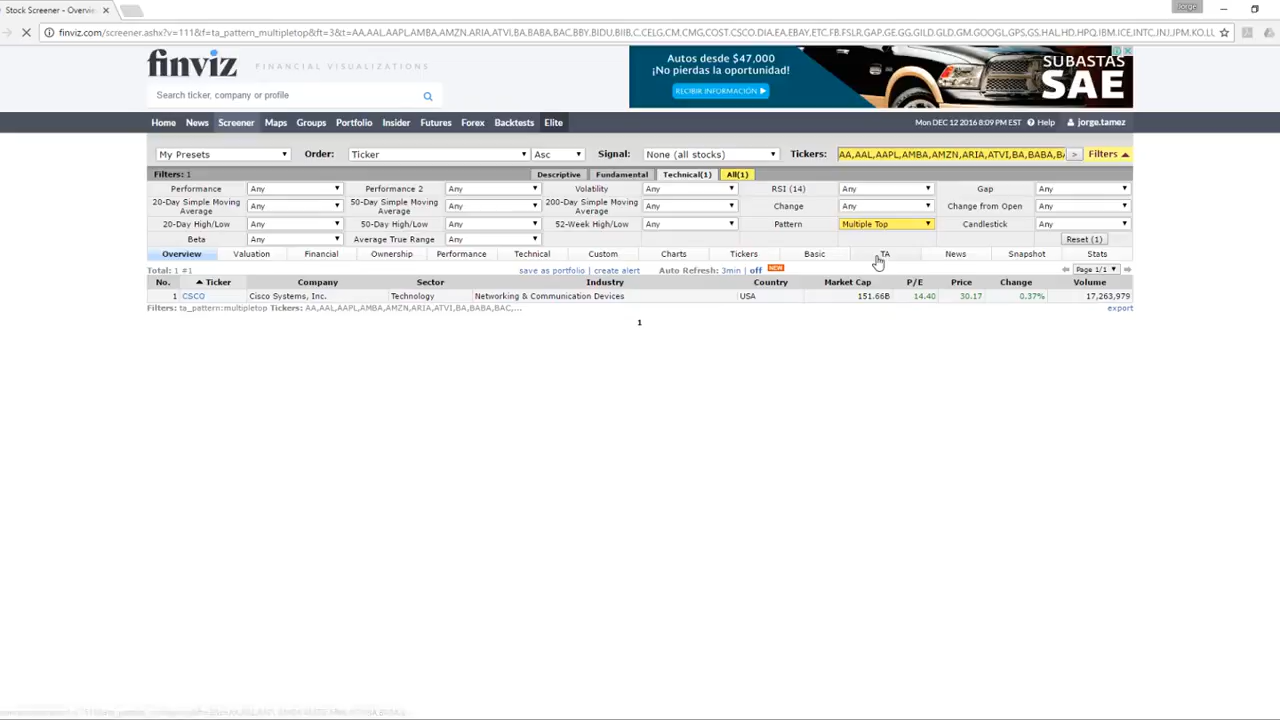 Stock Screener - Overvie
Jorge
finviz.com/screener.ashx?v=111&f=ta_pattern_multipletop&ft=3&t=AA,AAL,AAPL,AMBA,AMZN,ARIA,ATVI,BA,BABA,BAC,BBY,BIDU,BIIB,C,CELG,CM,CMG,COST,CSCO,DIA,EA,EBAY,ETC,FB,FSLR,GAP,GE,GG,GILD,GLD,GM,GOOGL,GPS,GS,HAL,HD,HPQ,IBM,ICE,INTC,INJ,JPM,KO,LL
finviz FINANCIAL VISUALIZATIONS
Autos desde $47,000
¡No pierdas la oportunidad!
RECIBIR INFORMACIÓN
SUBASTAS
SAE
Search ticker, company or profile
Home News Screener Maps Groups Portfolio Insider Futures Forex Backtests Elite Mon DEC 12 2016 8:09 PM EST Help jorge.tamez
My Presets Order: Ticker Asc Signal: None (all stocks) Tickers: AA,AAL,AAPL,AMBA,AMZN,ARIA,ATVI,BA,BABA,B > Filters
Filters: 1 Descriptive Fundamental Technical(1) All(1)
Performance Any Performance 2 Any Volatility Any RSI (14) Any Gap Any
20-Day Simple Moving Average Any 50-Day Simple Moving Average Any 200-Day Simple Moving Average Any Change Any Change from Open Any
20-Day High/Low Any 50-Day High/Low Any 52-Week High/Low Any Pattern Multiple Top Candlestick Any
Beta Any Average True Range Any Reset (1)
Overview Valuation Financial Ownership Performance Technical Custom Charts Tickers Basic TA News Snapshot Stats
Total: 1 #1 save as portfolio | create alert Auto Refresh: 3min | off NEW Page 1/1
No. Ticker Company Sector Industry Country Market Cap P/E Price Change Volume
1 CSCO Cisco Systems, Inc. Technology Networking & Communication Devices USA 151.66B 14.40 30.17 0.37% 17,263,979
Filters: ta_pattern:multipletop Tickers: AA,AAL,AAPL,AMBA,AMZN,ARIA,ATVI,BA,BABA,BAC,... export
1